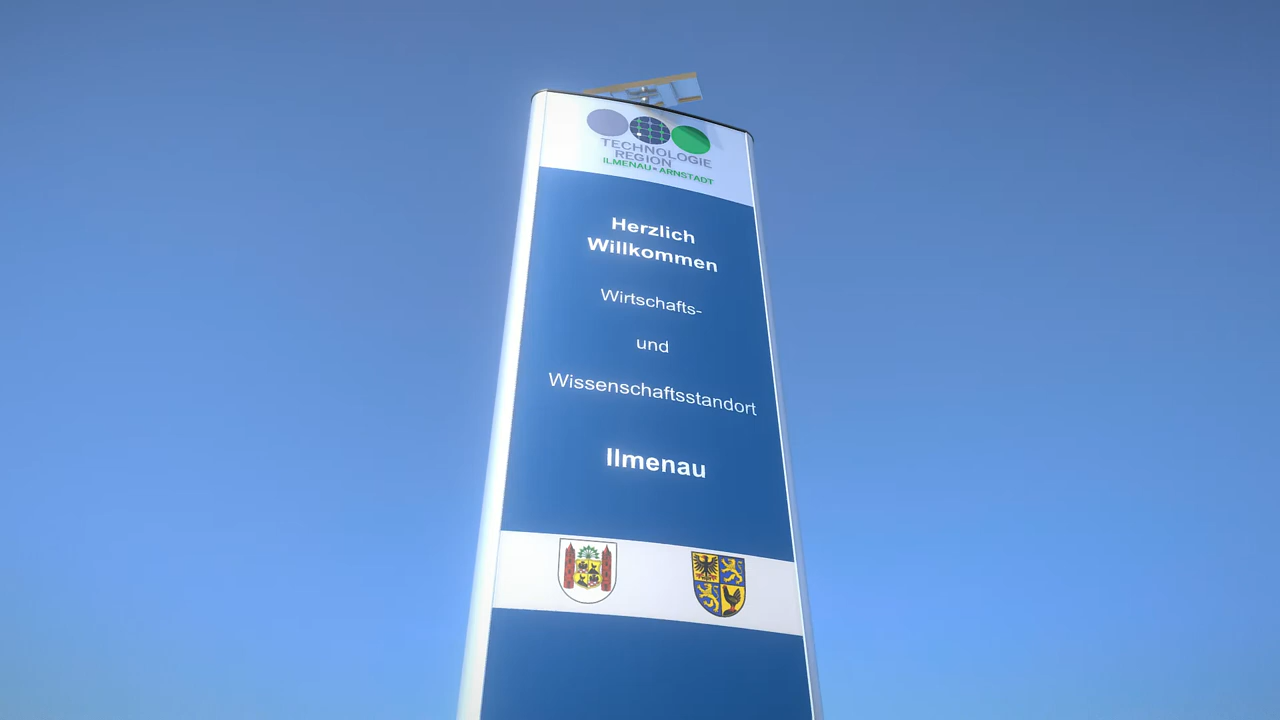 TECHNOLOGIE
REGION
ILMENAU • ARNSTADT
Herzlich
Willkommen
Wirtschafts-
und
Wissenschaftsstandort
Ilmenau